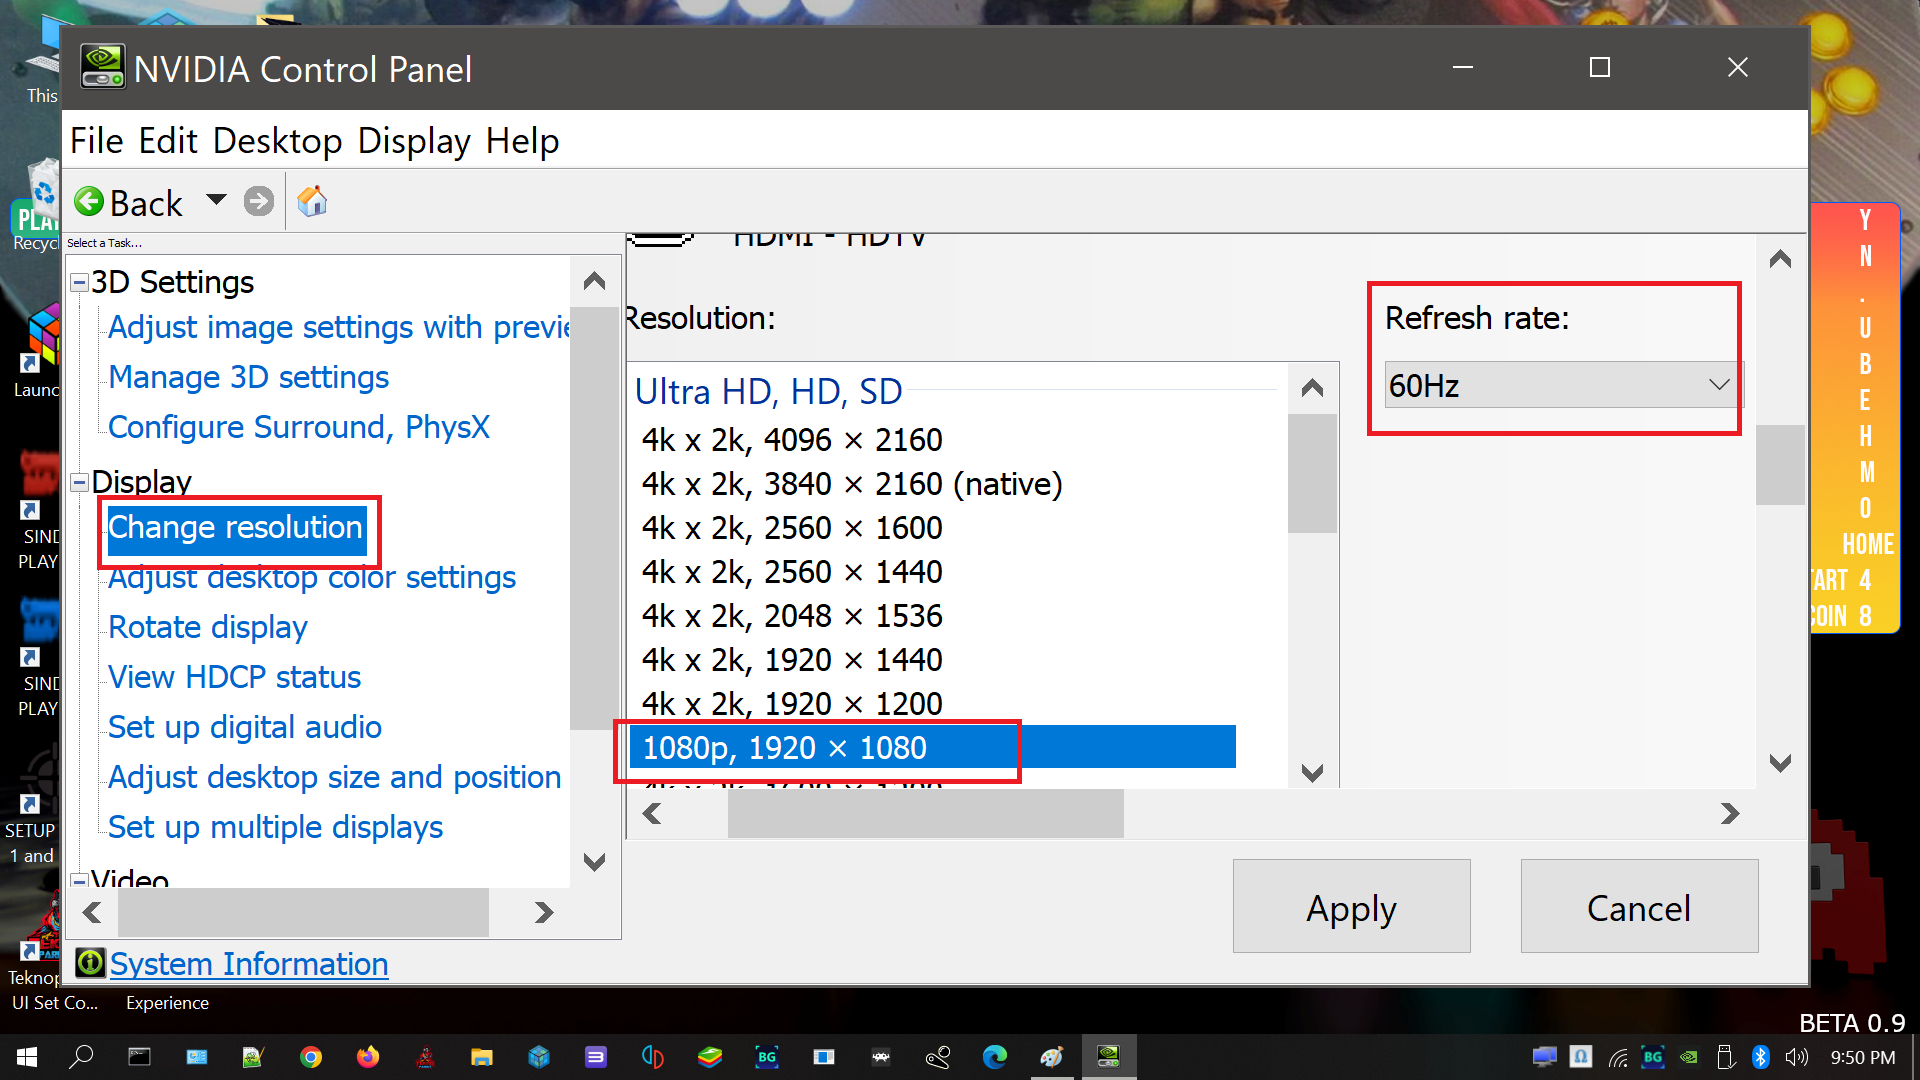 NVIDIA Control Panel
File Edit Desktop Display Help
Back
Select a Task...
3D Settings
Adjust image settings with previe
Manage 3D settings
Configure Surround, PhysX
Display
Change resolution
Adjust desktop color settings
Rotate display
View HDCP status
Set up digital audio
Adjust desktop size and position
Set up multiple displays
Video
System Information
HDMI - HDTV
Resolution:
Ultra HD, HD, SD
4k x 2k, 4096 × 2160
4k x 2k, 3840 × 2160 (native)
4k x 2k, 2560 × 1600
4k x 2k, 2560 × 1440
4k x 2k, 2048 × 1536
4k x 2k, 1920 × 1440
4k x 2k, 1920 × 1200
1080p, 1920 × 1080
Refresh rate:
60Hz
Apply
Cancel
This
PLA
Recycl
Launc
SIND
PLAY
SIND
PLAY
SETUP
1 and
Teknop
UI Set Co...
Experience
Y
N
.
U
B
E
H
M
O
HOME
TART 4
COIN 8
BETA 0.9
BG
BG
9:50 PM